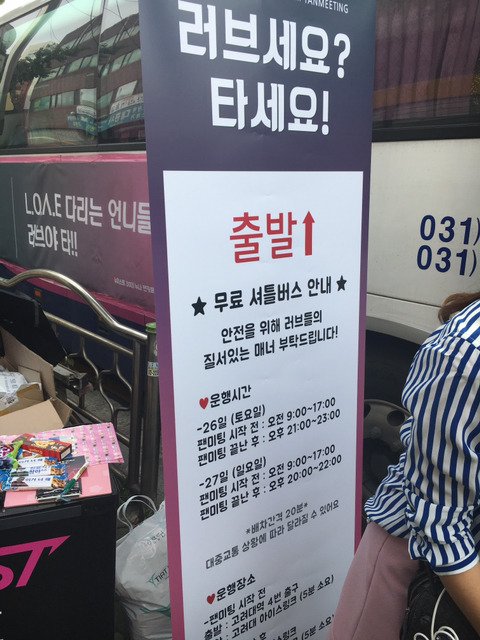 FANMEETING
러브세요?
타세요!
L.O.Λ.E 다리는 언니들
러브야 타!!
출발↑
031)
031)
★ 무료 셔틀버스 안내 ★
안전을 위해 러브들의
질서있는 매너 부탁드립니다!
♥운행시간
-26일 (토요일)
팬미팅 시작 전 : 오전 9:00~17:00
팬미팅 끝난 후 : 오후 21:00~23:00
-27일 (일요일)
팬미팅 시작 전 : 오전 9:00~17:00
팬미팅 끝난 후 : 오후 20:00~22:00
*배차간격 20분*
대중교통 상황에 따라 달라질 수 있어요
♥운행장소
-팬미팅 시작 전
출발 : 고려대역 4번 출구
도착 : 고려대 아이스링크 (5분 소요)
-팬미팅 끝난 후
ST